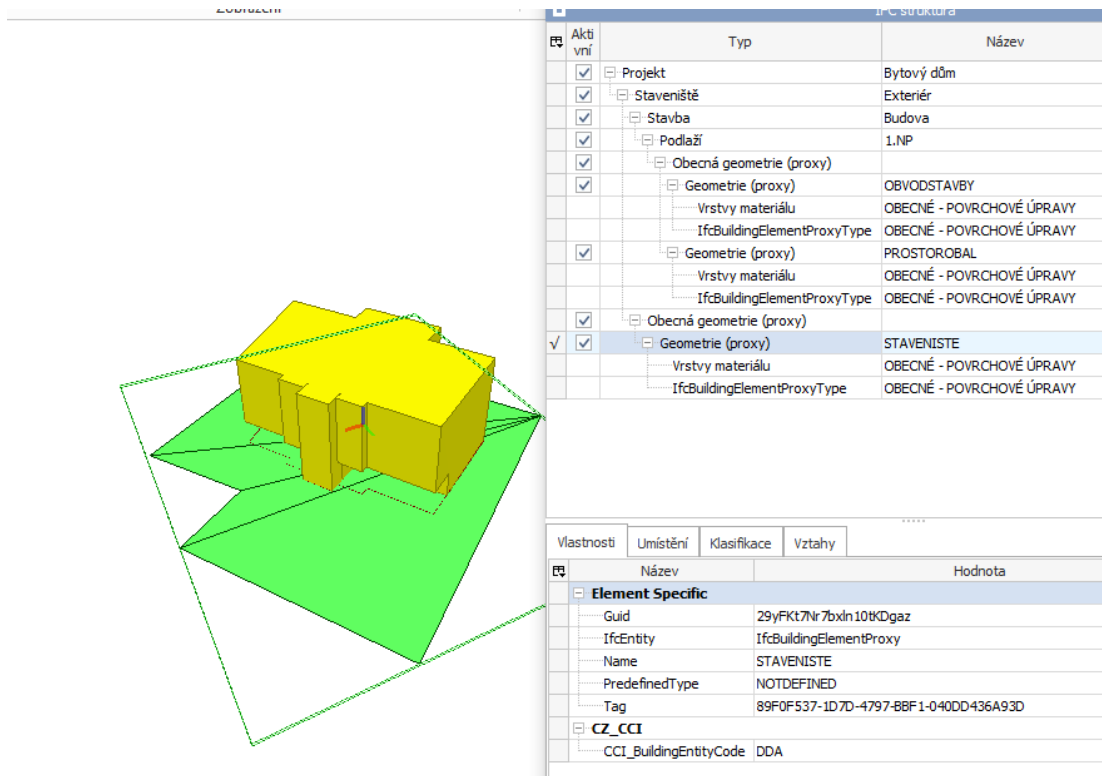 Zobrazení
IFC struktura
Akti
vní
Typ
Název
Projekt
Bytový dům
Staveniště
Exteriér
Stavba
Budova
Podlaží
1.NP
Obecná geometrie (proxy)
Geometrie (proxy)
OBVODSTAVBY
Vrstvy materiálu
OBECNÉ - POVRCHOVÉ ÚPRAVY
IfcBuildingElementProxyType
OBECNÉ - POVRCHOVÉ ÚPRAVY
Geometrie (proxy)
PROSTOROBAL
Vrstvy materiálu
OBECNÉ - POVRCHOVÉ ÚPRAVY
IfcBuildingElementProxyType
OBECNÉ - POVRCHOVÉ ÚPRAVY
Obecná geometrie (proxy)
Geometrie (proxy)
STAVENISTE
Vrstvy materiálu
OBECNÉ - POVRCHOVÉ ÚPRAVY
IfcBuildingElementProxyType
OBECNÉ - POVRCHOVÉ ÚPRAVY
Vlastnosti
Umístění
Klasifikace
Vztahy
Název
Hodnota
Element Specific
Guid
29yFKt7Nr7bxln10tKDgaz
IfcEntity
IfcBuildingElementProxy
Name
STAVENISTE
PredefinedType
NOTDEFINED
Tag
89F0F537-1D7D-4797-BBF1-040DD436A93D
CZ_CCI
CCI_BuildingEntityCode
DDA